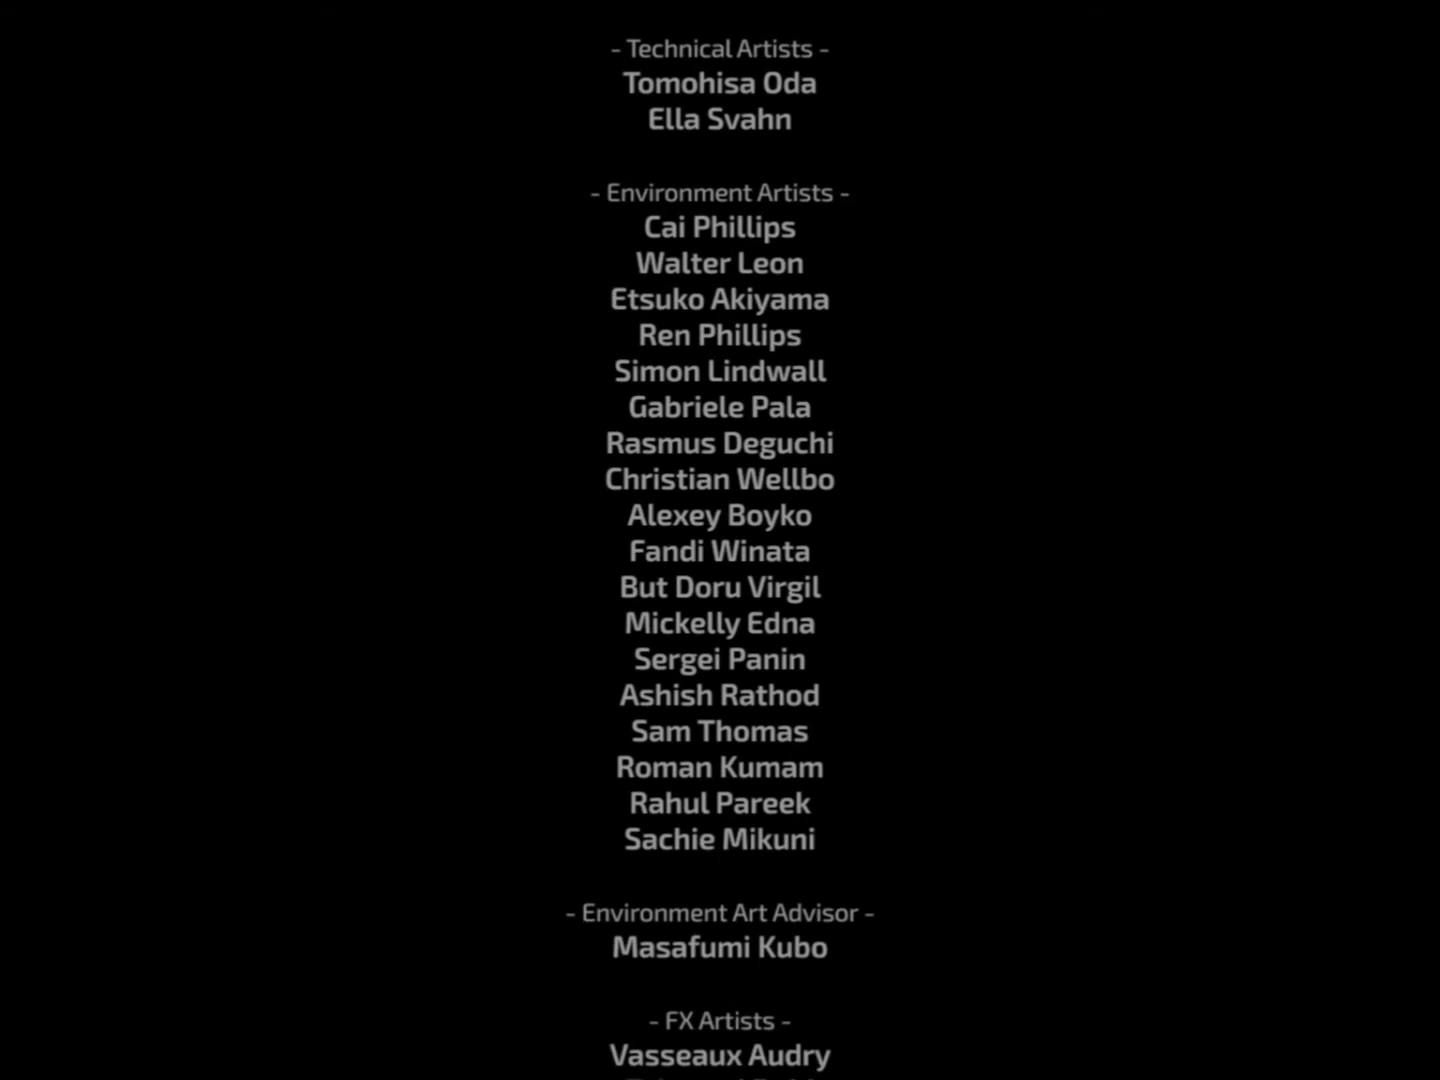 - Technical Artists -
Tomohisa Oda
Ella Svahn
- Environment Artists -
Cai Phillips
Walter Leon
Etsuko Akiyama
Ren Phillips
Simon Lindwall
Gabriele Pala
Rasmus Deguchi
Christian Wellbo
Alexey Boyko
Fandi Winata
But Doru Virgil
Mickelly Edna
Sergei Panin
Ashish Rathod
Sam Thomas
Roman Kumam
Rahul Pareek
Sachie Mikuni
- Environment Art Advisor -
Masafumi Kubo
- FX Artists -
Vasseaux Audry